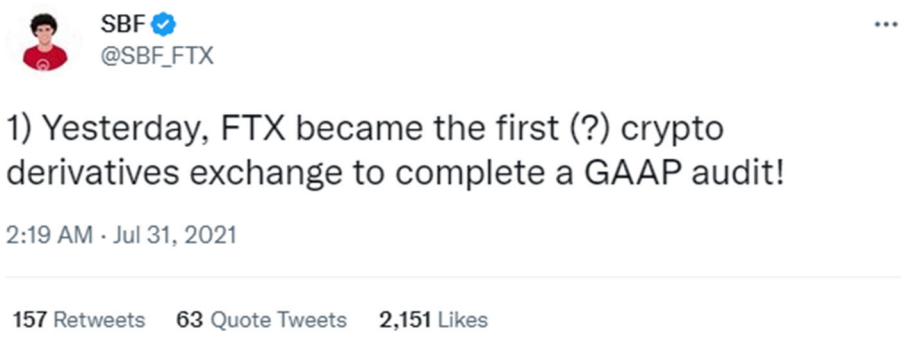 SBF
@SBF_FTX
1) Yesterday, FTX became the first (?) crypto
derivatives exchange to complete a GAAP audit!
2:19 AM · Jul 31, 2021
157 Retweets 63 Quote Tweets 2,151 Likes